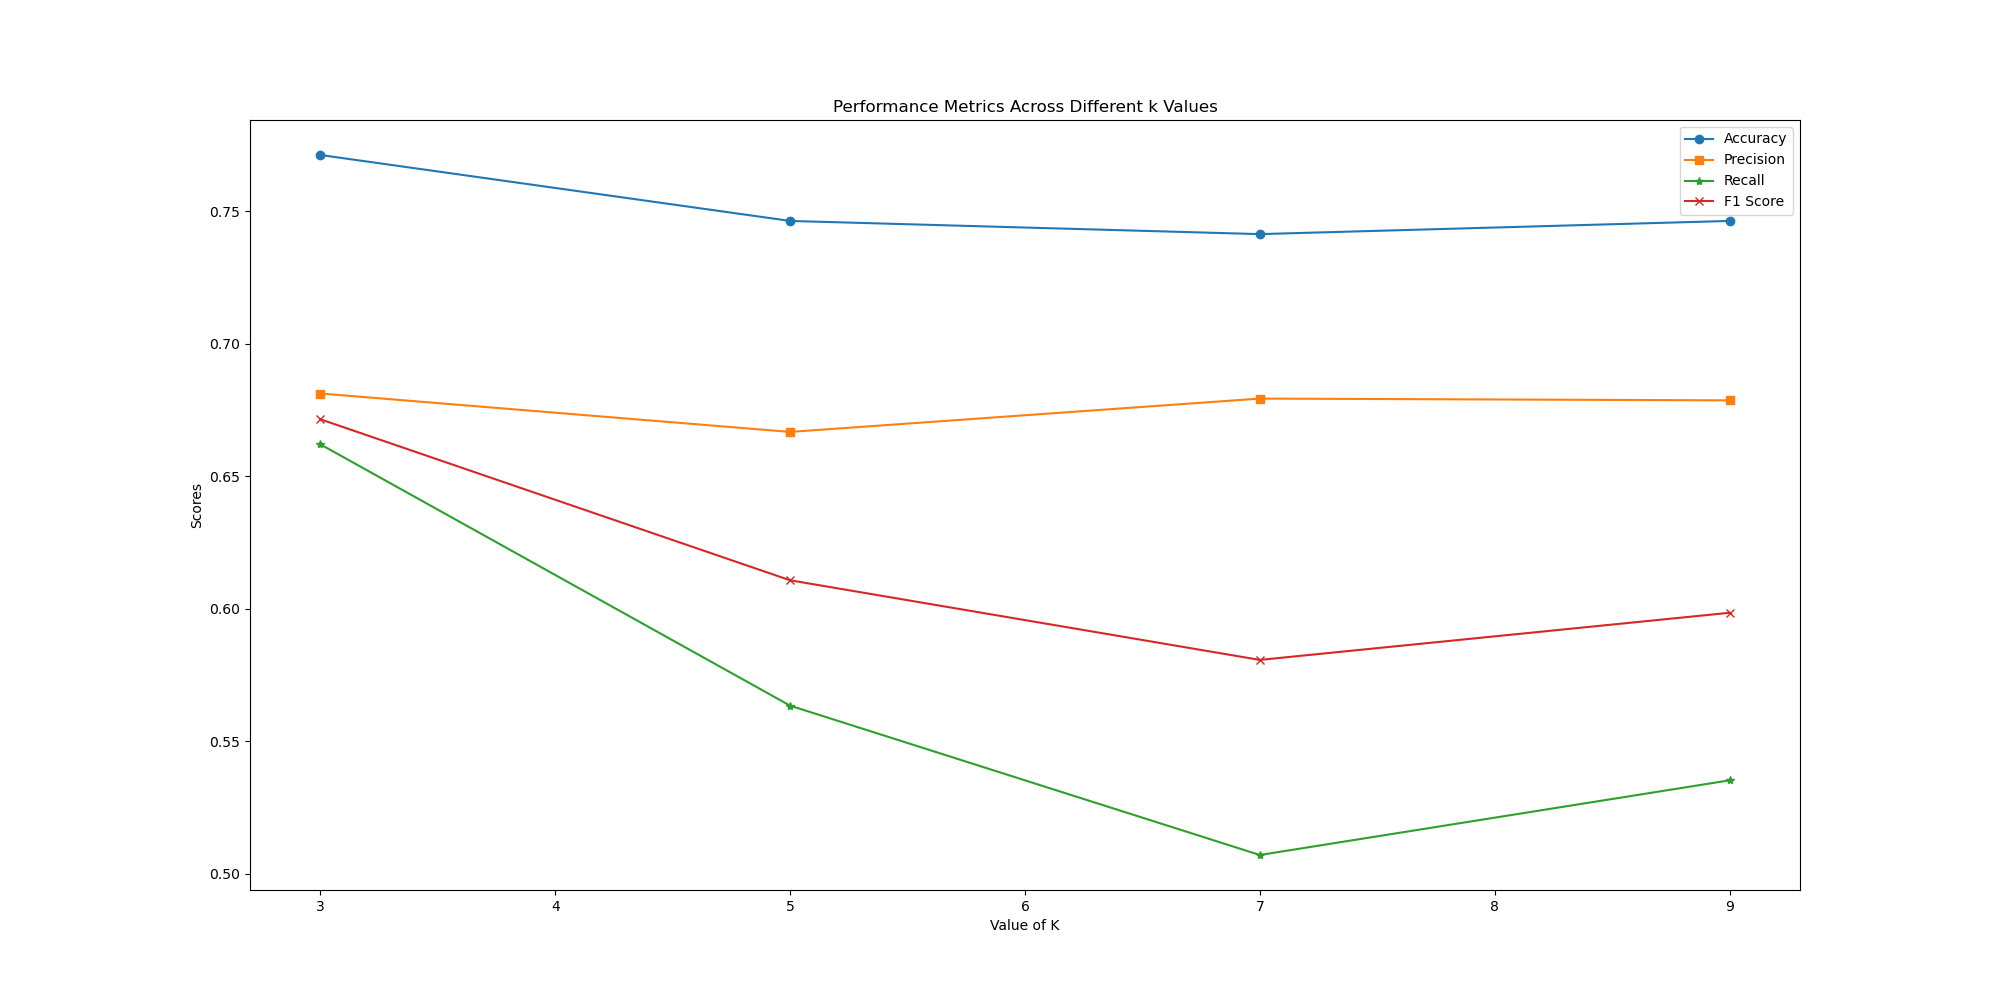 Performance Metrics Across Different k Values
Accuracy
Precision
Recall
F1 Score
0.75
0.70
0.65
0.60
0.55
0.50
Scores
3 4 5 6 7 8 9
Value of K